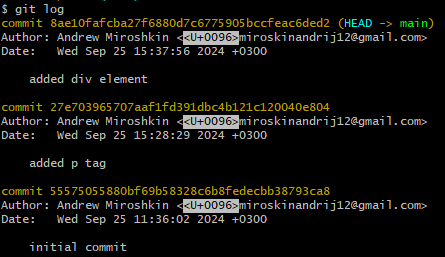 $ git log
commit 8ae10fafcba27f6880d7c6775905bccfeac6ded2 (HEAD -> main)
Author: Andrew Miroshkin <<U+0096>miroskinandrij12@gmail.com>
Date:   Wed Sep 25 15:37:56 2024 +0300
added div element
commit 27e703965707aaf1fd391dbc4b121c120040e804
Author: Andrew Miroshkin <<U+0096>miroskinandrij12@gmail.com>
Date:   Wed Sep 25 15:28:29 2024 +0300
added p tag
commit 55575055880bf69b58328c6b8fedecbb38793ca8
Author: Andrew Miroshkin <<U+0096>miroskinandrij12@gmail.com>
Date:   Wed Sep 25 11:36:02 2024 +0300
initial commit